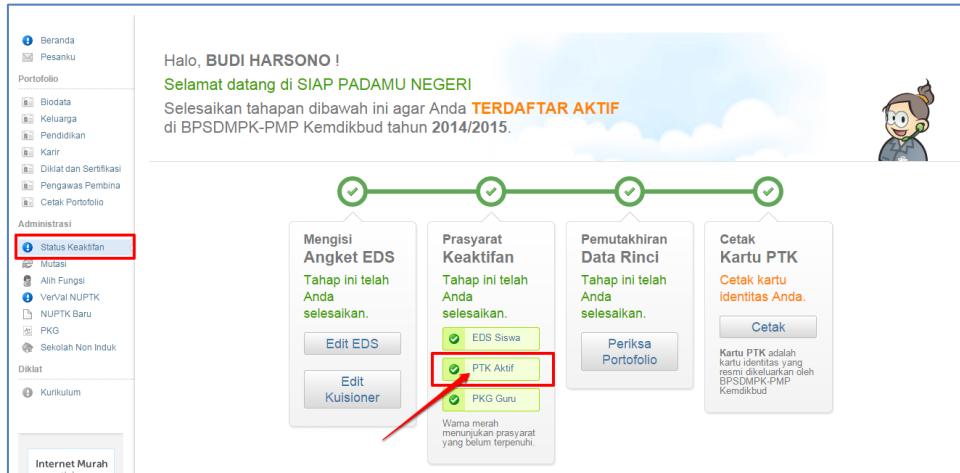 Beranda
Pesanku
Portofolio
Biodata
Keluarga
Pendidikan
Karir
Diklat dan Sertifikasi
Pengawas Pembina
Cetak Portofolio
Administrasi
Status Keaktifan
Mutasi
Alih Fungsi
VerVal NUPTK
NUPTK Baru
PKG
Sekolah Non Induk
Diklat
Kurikulum
Internet Murah
Halo, BUDI HARSONO !
Selamat datang di SIAP PADAMU NEGERI
Selesaikan tahapan dibawah ini agar Anda TERDAFTAR AKTIF
di BPSDMPK-PMP Kemdikbud tahun 2014/2015.
Mengisi
Angket EDS
Tahap ini telah
Anda
selesaikan.
Edit EDS
Edit
Kuisioner
Prasyarat
Keaktifan
Tahap ini telah
Anda
selesaikan.
EDS Siswa
PTK Aktif
PKG Guru
Warna merah
menunjukan prasyarat
yang belum terpenuhi.
Pemutakhiran
Data Rinci
Tahap ini telah
Anda
selesaikan.
Periksa
Portofolio
Cetak
Kartu PTK
Cetak kartu
identitas Anda.
Cetak
Kartu PTK adalah
kartu identitas yang
resmi dikeluarkan oleh
BPSDMPK-PMP
Kemdikbud